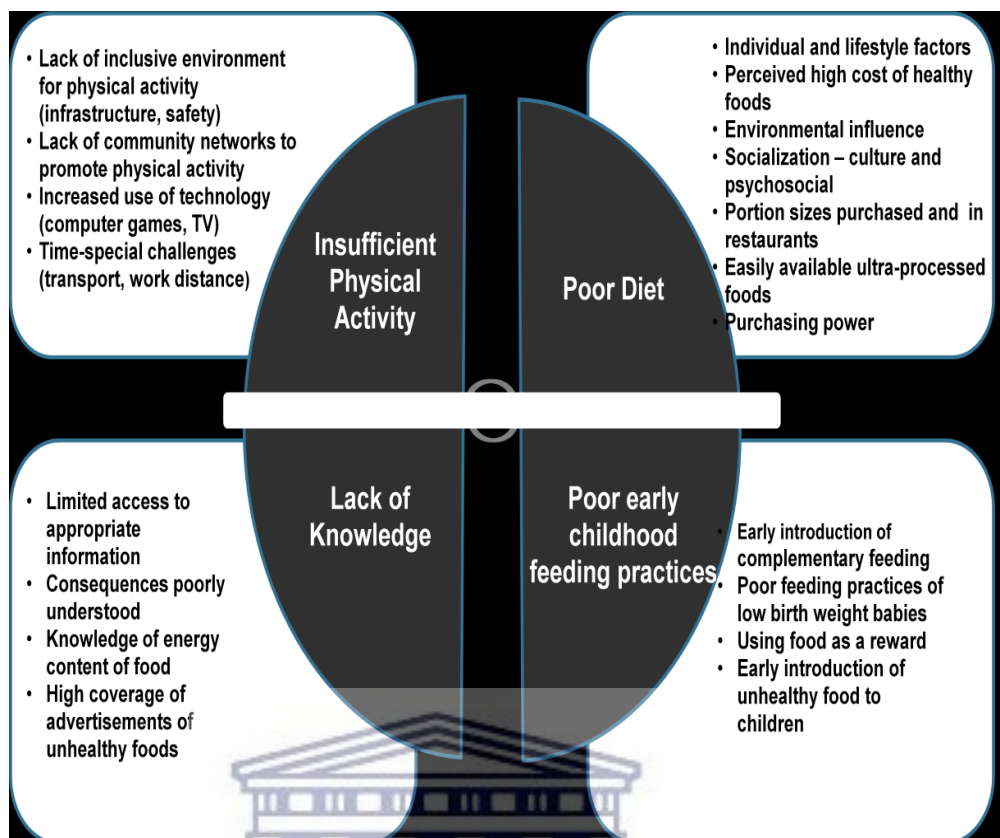 • Lack of inclusive environment
for physical activity
(infrastructure, safety)
• Lack of community networks to
promote physical activity
• Increased use of technology
(computer games, TV)
• Time-special challenges
(transport, work distance)
• Individual and lifestyle factors
• Perceived high cost of healthy
foods
• Environmental influence
• Socialization – culture and
psychosocial
• Portion sizes purchased and in
restaurants
• Easily available ultra-processed
foods
• Purchasing power
Insufficient
Physical
Activity
Poor Diet
Lack of
Knowledge
Poor early
childhood
feeding practices
• Limited access to
appropriate
information
• Consequences poorly
understood
• Knowledge of energy
content of food
• High coverage of
advertisements of
unhealthy foods
• Early introduction of
complementary feeding
• Poor feeding practices of
low birth weight babies
• Using food as a reward
• Early introduction of
unhealthy food to
children